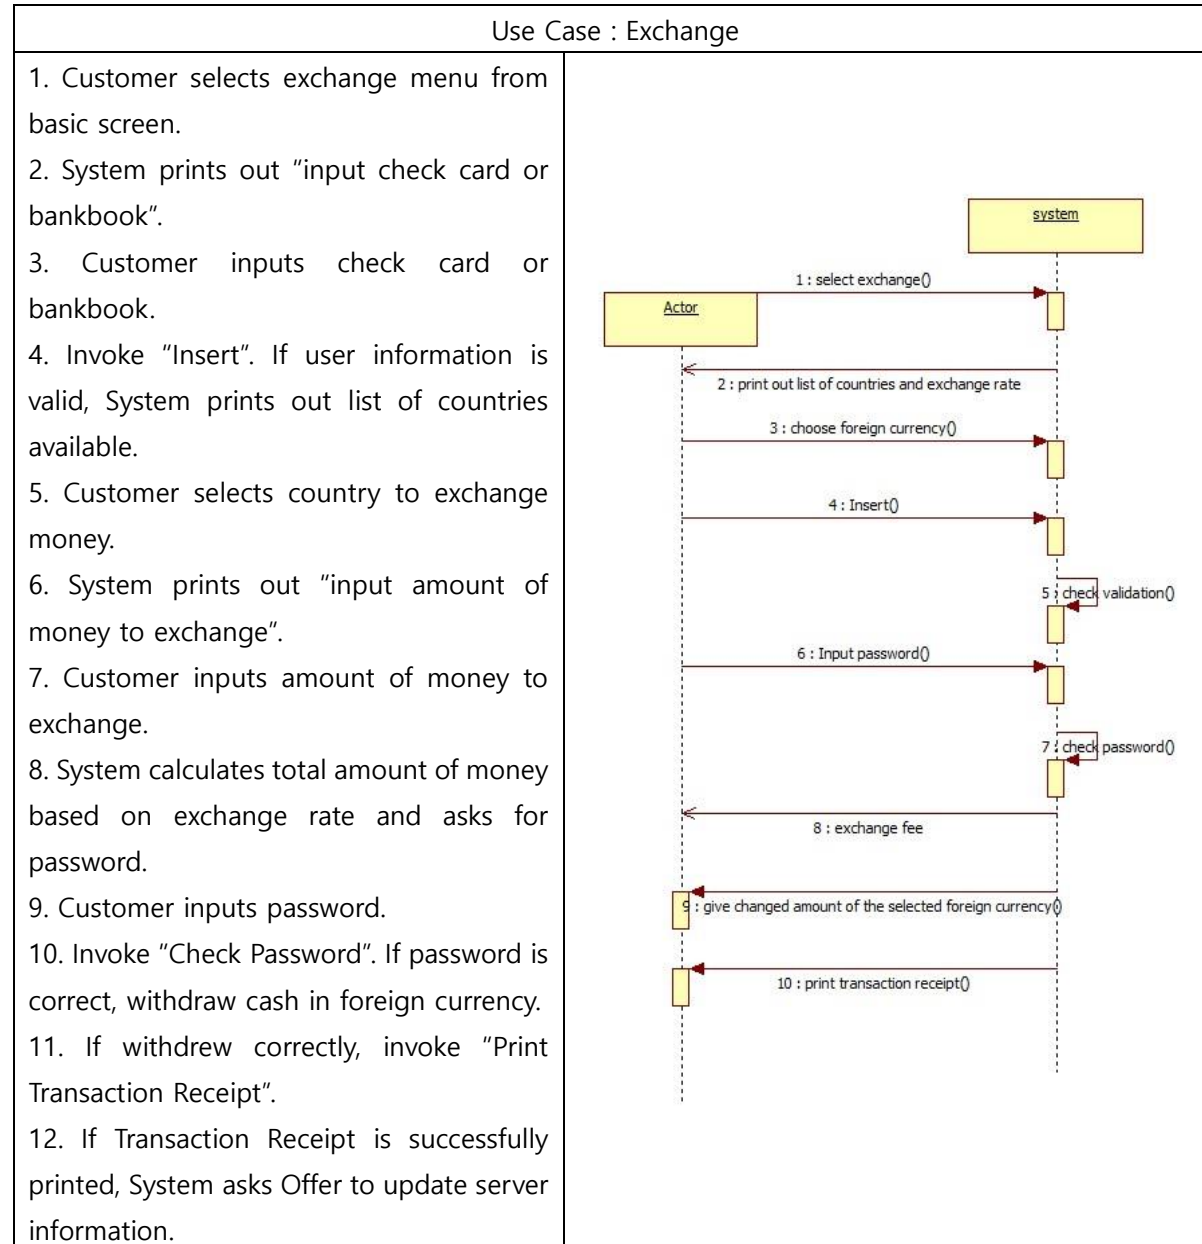 Use Case : Exchange
1. Customer selects exchange menu from
basic screen.
2. System prints out "input check card or
bankbook".
3. Customer inputs check card or
bankbook.
4. Invoke "Insert". If user information is
valid, System prints out list of countries
available.
5. Customer selects country to exchange
money.
6. System prints out "input amount of
money to exchange".
7. Customer inputs amount of money to
exchange.
8. System calculates total amount of money
based on exchange rate and asks for
password.
9. Customer inputs password.
10. Invoke "Check Password". If password is
correct, withdraw cash in foreign currency.
11. If withdrew correctly, invoke "Print
Transaction Receipt".
12. If Transaction Receipt is successfully
printed, System asks Offer to update server
information.
system
1 : select exchange()
Actor
2 : print out list of countries and exchange rate
3 : choose foreign currency()
4 : Insert()
5 : check validation()
6 : Input password()
7 : check password()
8 : exchange fee
9 : give changed amount of the selected foreign currency()
10 : print transaction receipt()